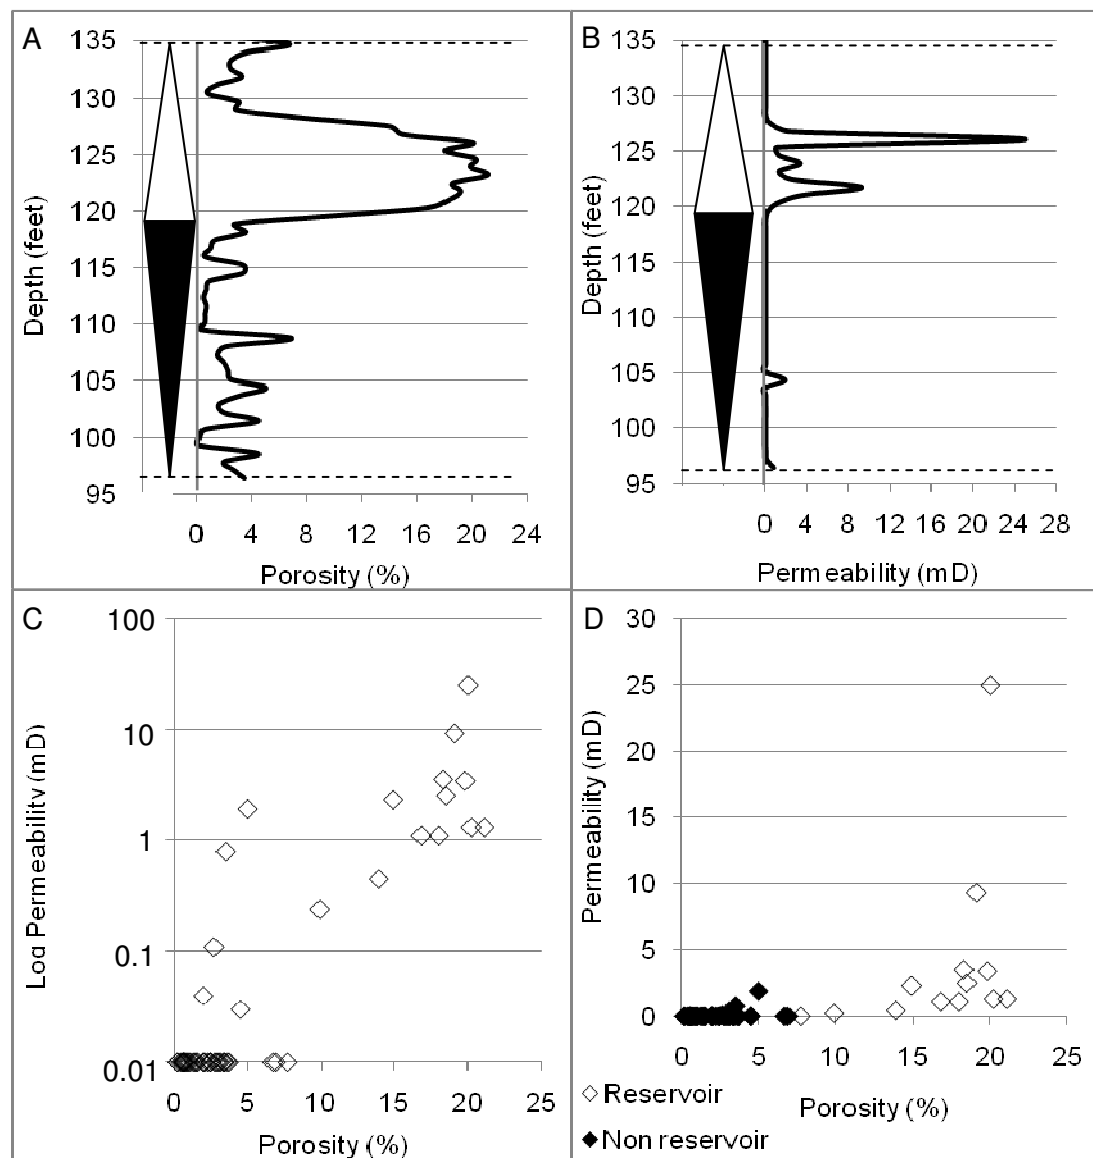 A
135
130
125
120
115
110
105
100
95
Depth (feet)
0 4 8 12 16 20 24
Porosity (%)
B
135
130
125
120
115
110
105
100
95
Depth (feet)
0 4 8 12 16 20 24 28
Permeability (mD)
C
100
10
1
0.1
0.01
Log Permeability (mD)
0 5 10 15 20 25
Porosity (%)
D
30
25
20
15
10
5
0
Permeability (mD)
0 5 10 15 20 25
Porosity (%)
Reservoir
Non reservoir